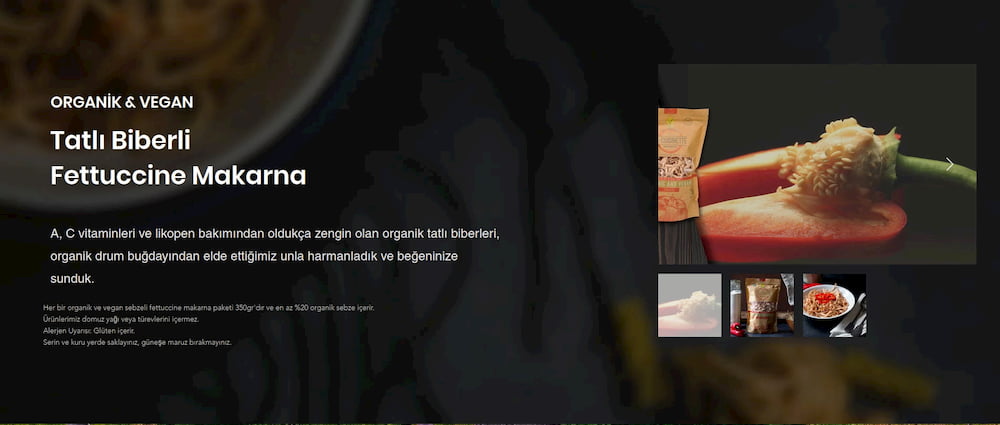 ORGANİK & VEGAN
Tatlı Biberli
Fettuccine Makarna
A, C vitaminleri ve likopen bakımından oldukça zengin olan organik tatlı biberleri,
organik drum buğdayından elde ettiğimiz unla harmanladık ve beğeninize
sunduk.
Her bir organik ve vegan sebzeli fettuccine makarna paketi 350gr'dır ve en az %20 organik sebze içerir.
Ürünlerimiz domuz yağı veya türevlerini içermez.
Alerjen Uyarısı: Glüten içerir.
Serin ve kuru yerde saklayınız, güneşe maruz bırakmayınız.